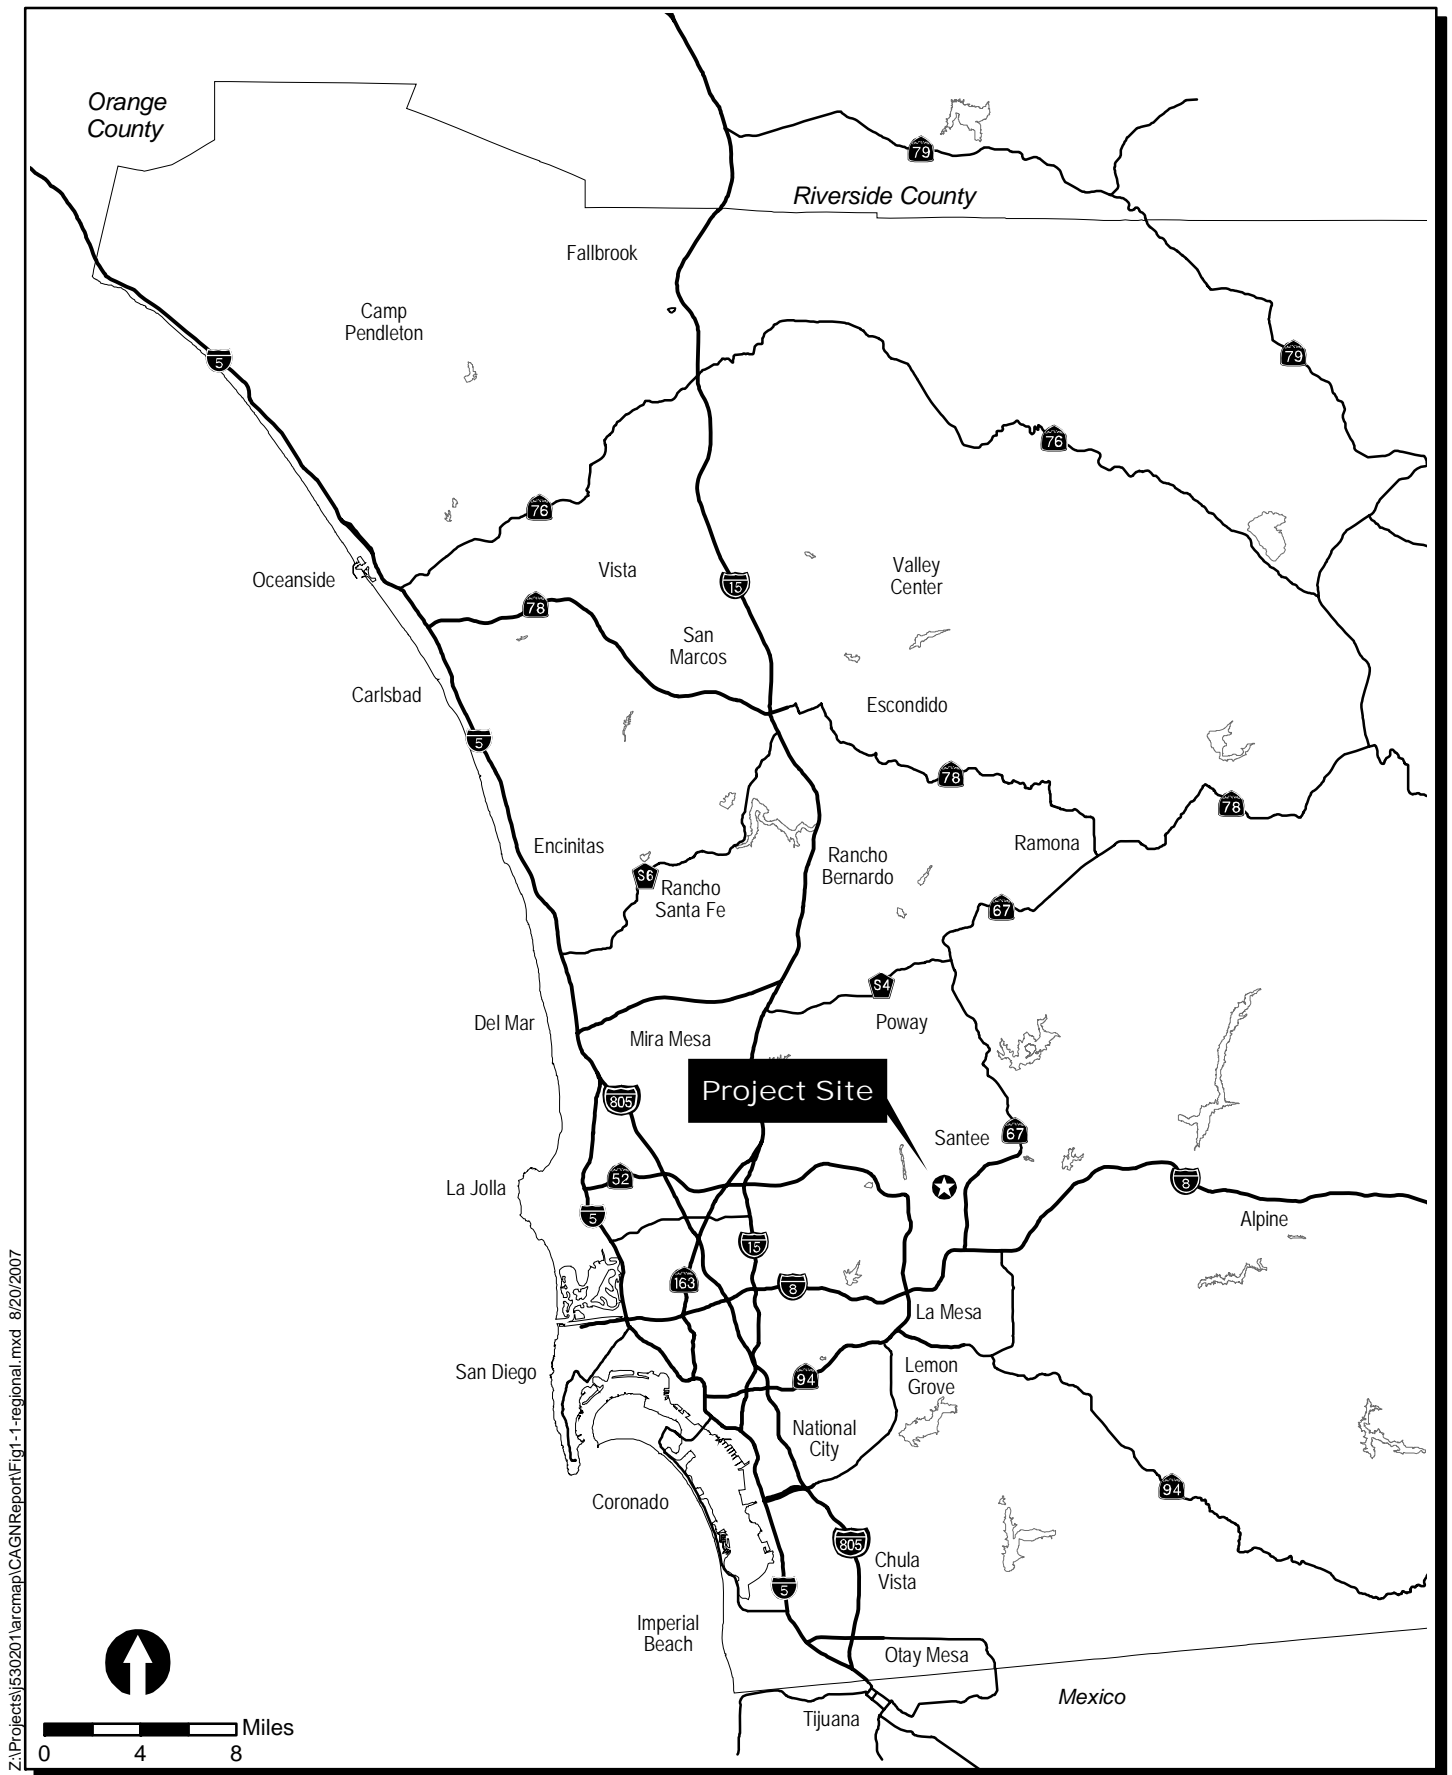 Orange
County
79
Riverside County
Fallbrook
Camp
Pendleton
5
79
76
76
Oceanside
Vista
Valley
Center
15
78
San
Marcos
Carlsbad
Escondido
5
78
78
Encinitas
Ramona
Rancho
Bernardo
S6
Rancho
Santa Fe
67
S4
Del Mar
Poway
Mira Mesa
Project Site
805
Santee
67
52
La Jolla
8
5
Alpine
15
163
8
La Mesa
San Diego
Lemon
Grove
94
National
City
94
Coronado
805
Chula
Vista
5
Imperial
Beach
Otay Mesa
Mexico
Tijuana
Miles
0 4 8
Z:\Projects\j530201\arcmap\CAGNReport\Fig1-1-regional.mxd 8/20/2007